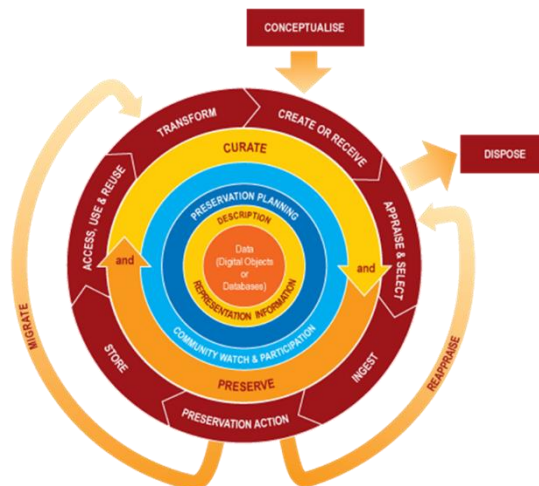 CONCEPTUALISE
DISPOSE
TRANSFORM
CREATE OR RECEIVE
APPRAISE & SELECT
INGEST
PRESERVATION ACTION
STORE
ACCESS, USE & REUSE
CURATE
and
PRESERVE
and
PRESERVATION PLANNING
COMMUNITY WATCH & PARTICIPATION
DESCRIPTION
REPRESENTATION INFORMATION
Data
(Digital Objects
or
Databases)
MIGRATE
REAPPRAISE